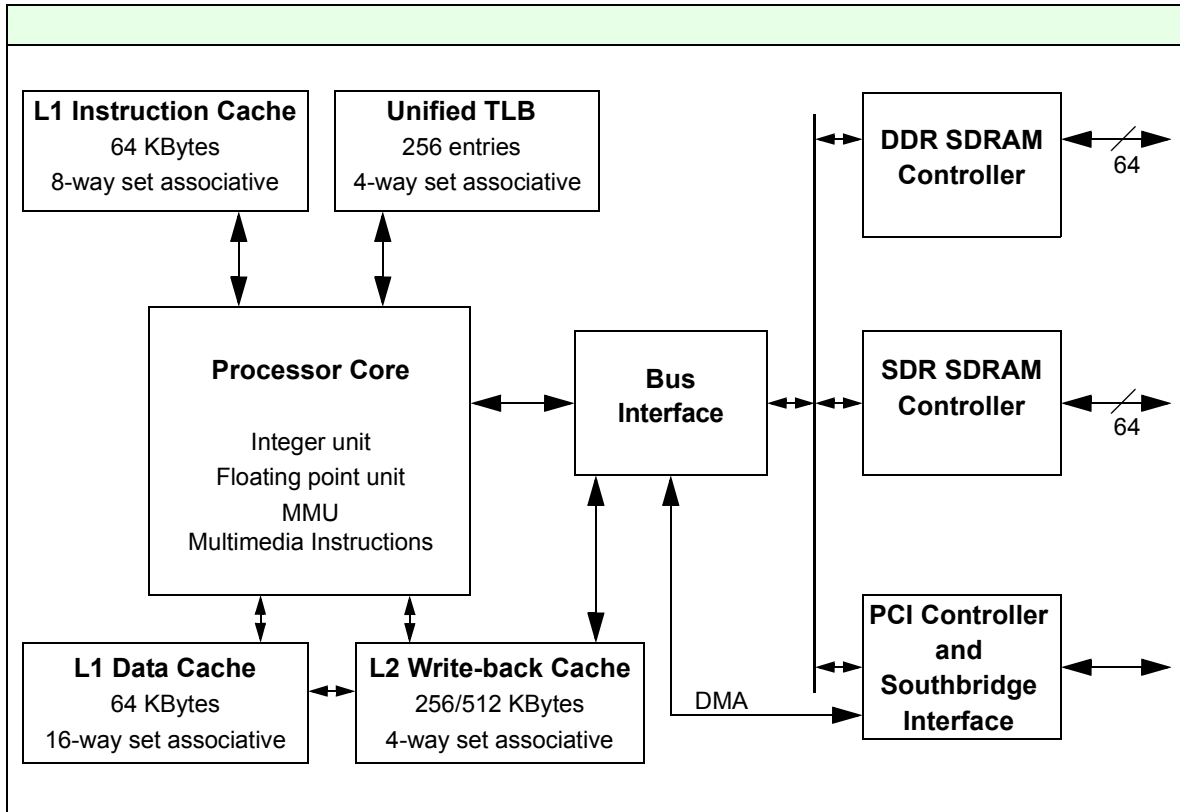 L1 Instruction Cache
64 KBytes
8-way set associative
Unified TLB
256 entries
4-way set associative
DDR SDRAM
Controller
64
Processor Core
Integer unit
Floating point unit
MMU
Multimedia Instructions
Bus
Interface
SDR SDRAM
Controller
64
L1 Data Cache
64 KBytes
16-way set associative
L2 Write-back Cache
256/512 KBytes
4-way set associative
DMA
PCI Controller
and
Southbridge
Interface